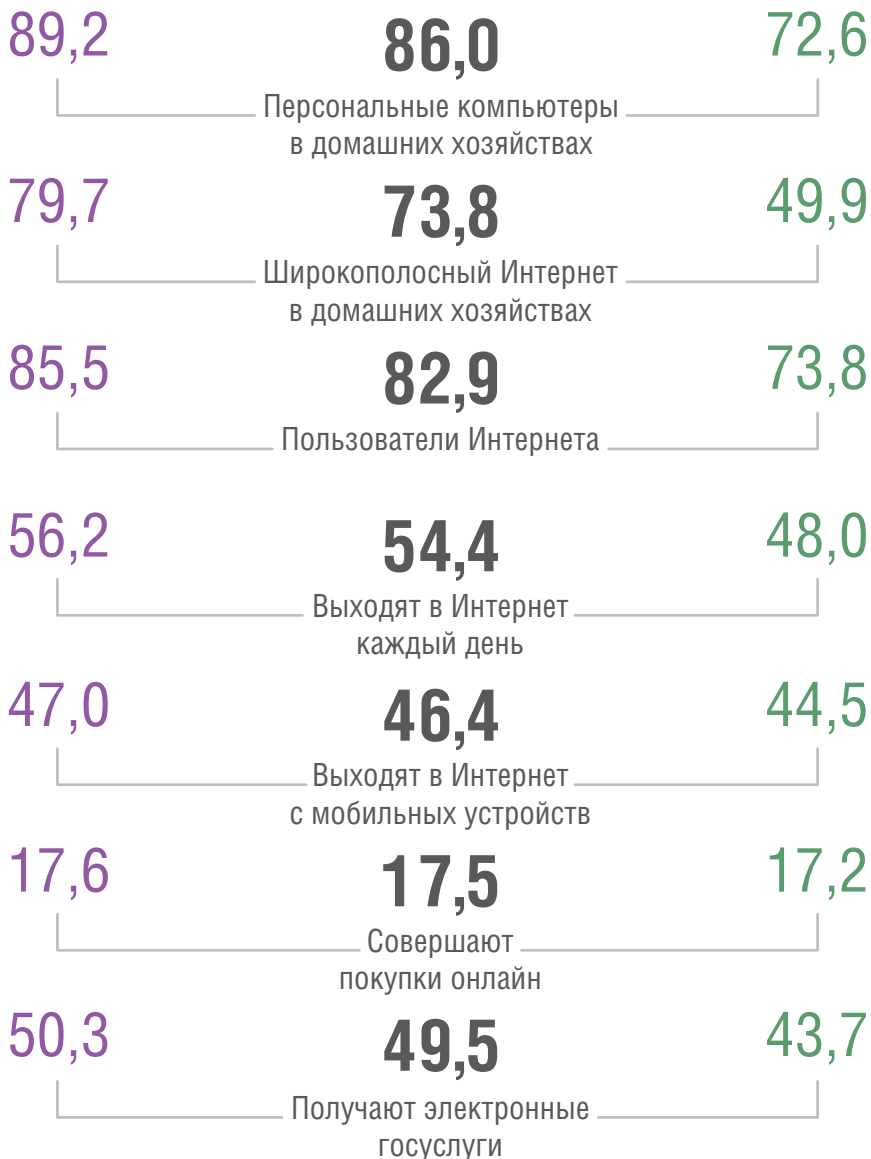 89,2 86,0 72,6
Персональные компьютеры
в домашних хозяйствах
79,7 73,8 49,9
Широкополосный Интернет
в домашних хозяйствах
85,5 82,9 73,8
Пользователи Интернета
56,2 54,4 48,0
Выходят в Интернет
каждый день
47,0 46,4 44,5
Выходят в Интернет
с мобильных устройств
17,6 17,5 17,2
Совершают
покупки онлайн
50,3 49,5 43,7
Получают электронные
госуслуги